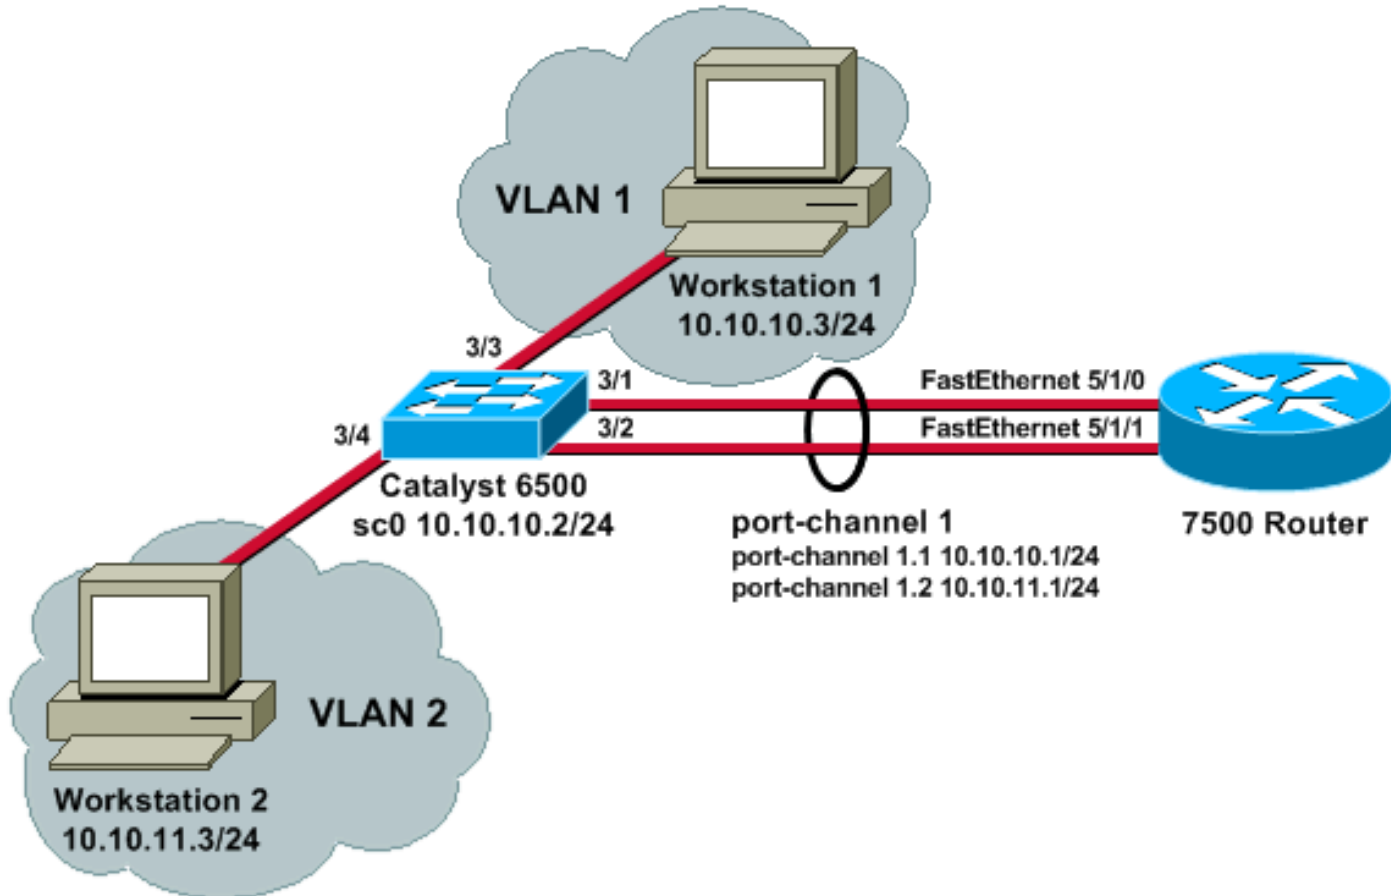 VLAN 1
Workstation 1
10.10.10.3/24
3/3
3/1
FastEthernet 5/1/0
3/4
3/2
FastEthernet 5/1/1
Catalyst 6500
sc0 10.10.10.2/24
port-channel 1
port-channel 1.1 10.10.10.1/24
port-channel 1.2 10.10.11.1/24
7500 Router
VLAN 2
Workstation 2
10.10.11.3/24